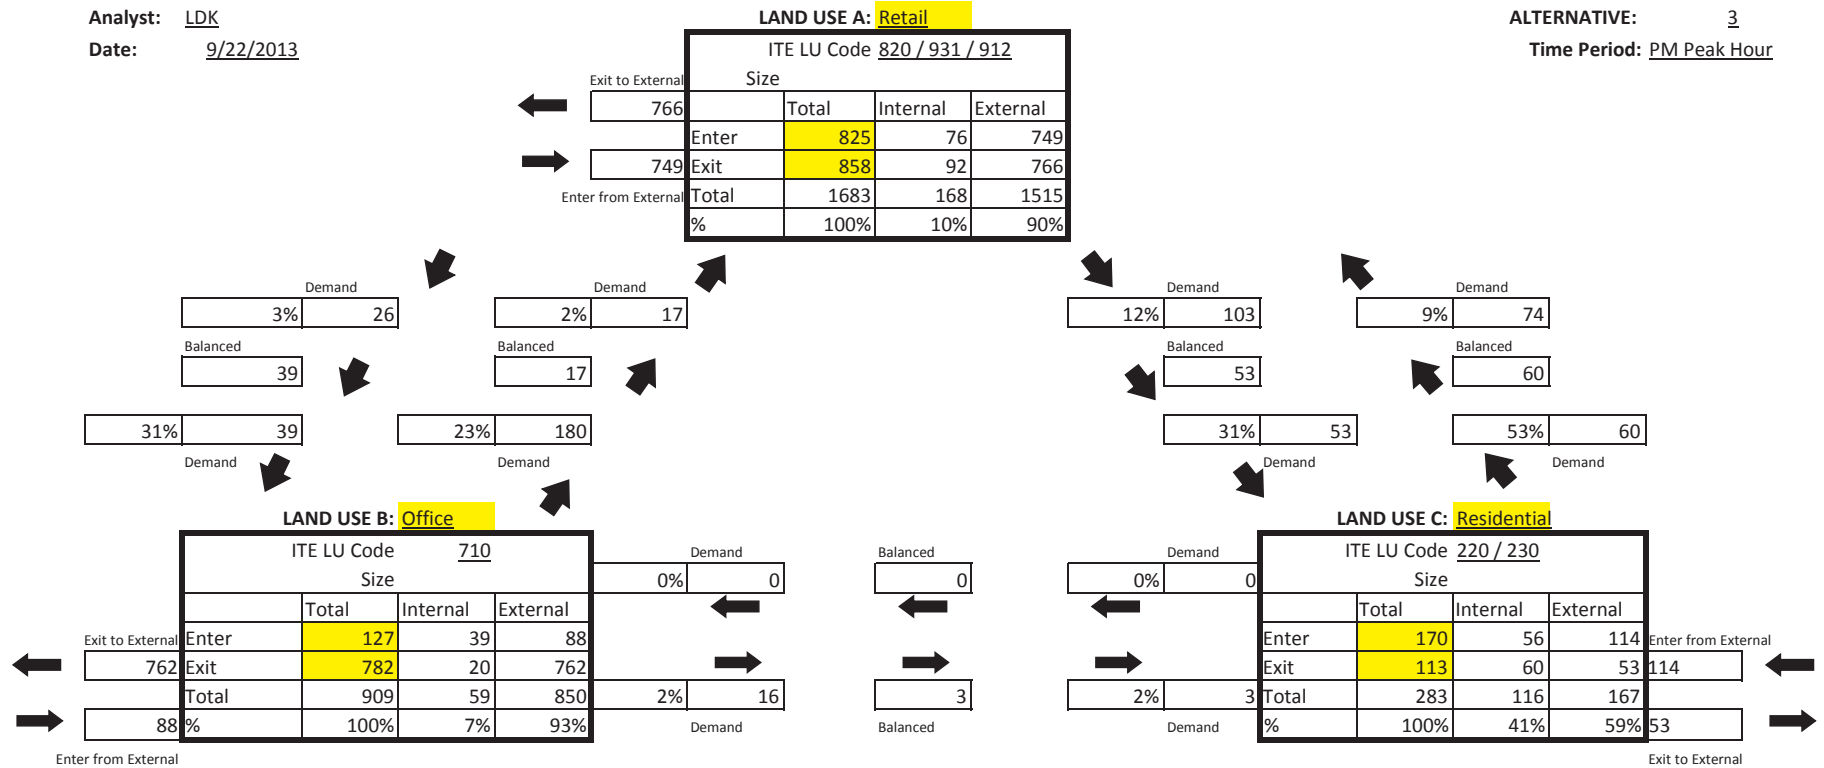 Analyst: LDK LAND USE A: Retail ALTERNATIVE: 3
Date: 9/22/2013 ITE LU Code 820 / 931 / 912 Time Period: PM Peak Hour
Exit to External Size
766 Total Internal External
Enter 825 76 749
749 Exit 858 92 766
Enter from External Total 1683 168 1515
% 100% 10% 90%
Demand Demand Demand Demand
3% 26 2% 17 12% 103 9% 74
Balanced Balanced Balanced Balanced
39 17 53 60
31% 39 23% 180 31% 53 53% 60
Demand Demand Demand Demand
LAND USE B: Office LAND USE C: Residential
ITE LU Code 710 Demand Balanced Demand ITE LU Code 220 / 230
Size 0% 0 0 0% 0 Size
Total Internal External Total Internal External
Exit to External Enter 127 39 88 Enter 170 56 114 Enter from External
762 Exit 782 20 762 Exit 113 60 53 114
Total 909 59 850 2% 16 3 2% 3 Total 283 116 167
88 % 100% 7% 93% Demand Balanced Demand % 100% 41% 59% 53
Enter from External Exit to External